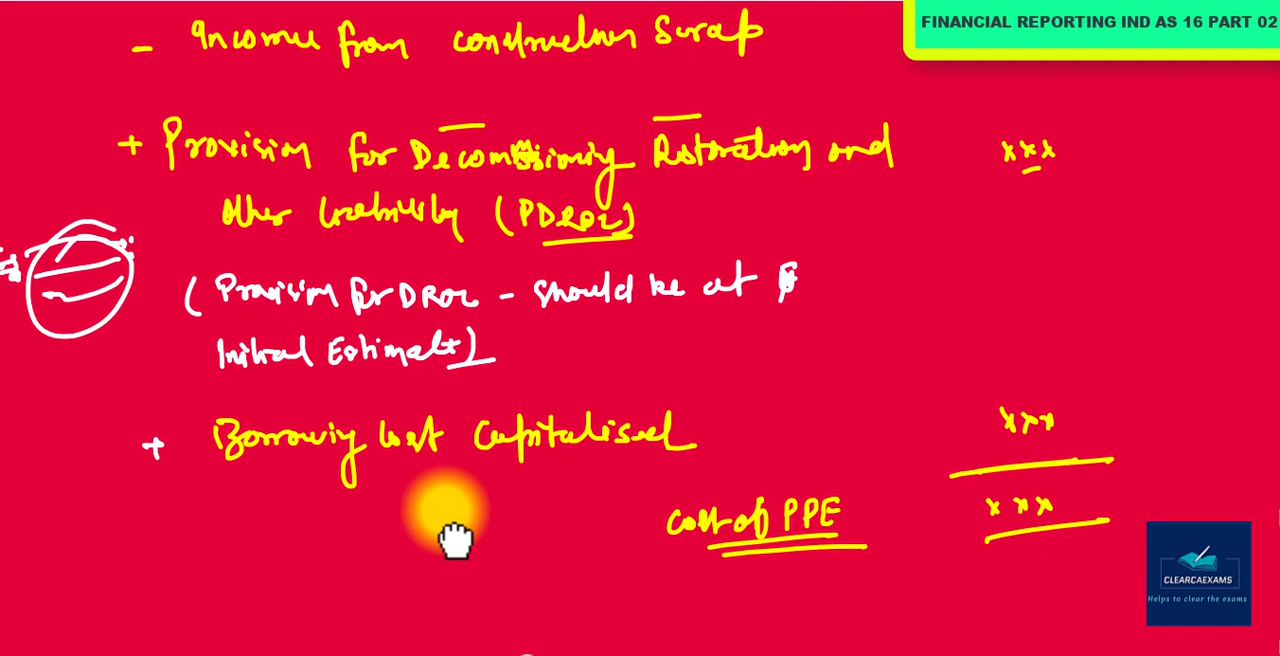 FINANCIAL REPORTING IND AS 16 PART 02
- Income from construction Scrap
+ Provision for Decommissioning Restoration and xxx
other liability (PDROL)
(Provision for DROL - should be at
Initial Estimate)
+ Borrowing cost Capitalised xxx
cost of PPE xxx
CLEARCAEXAMS
Helps to clear the exams